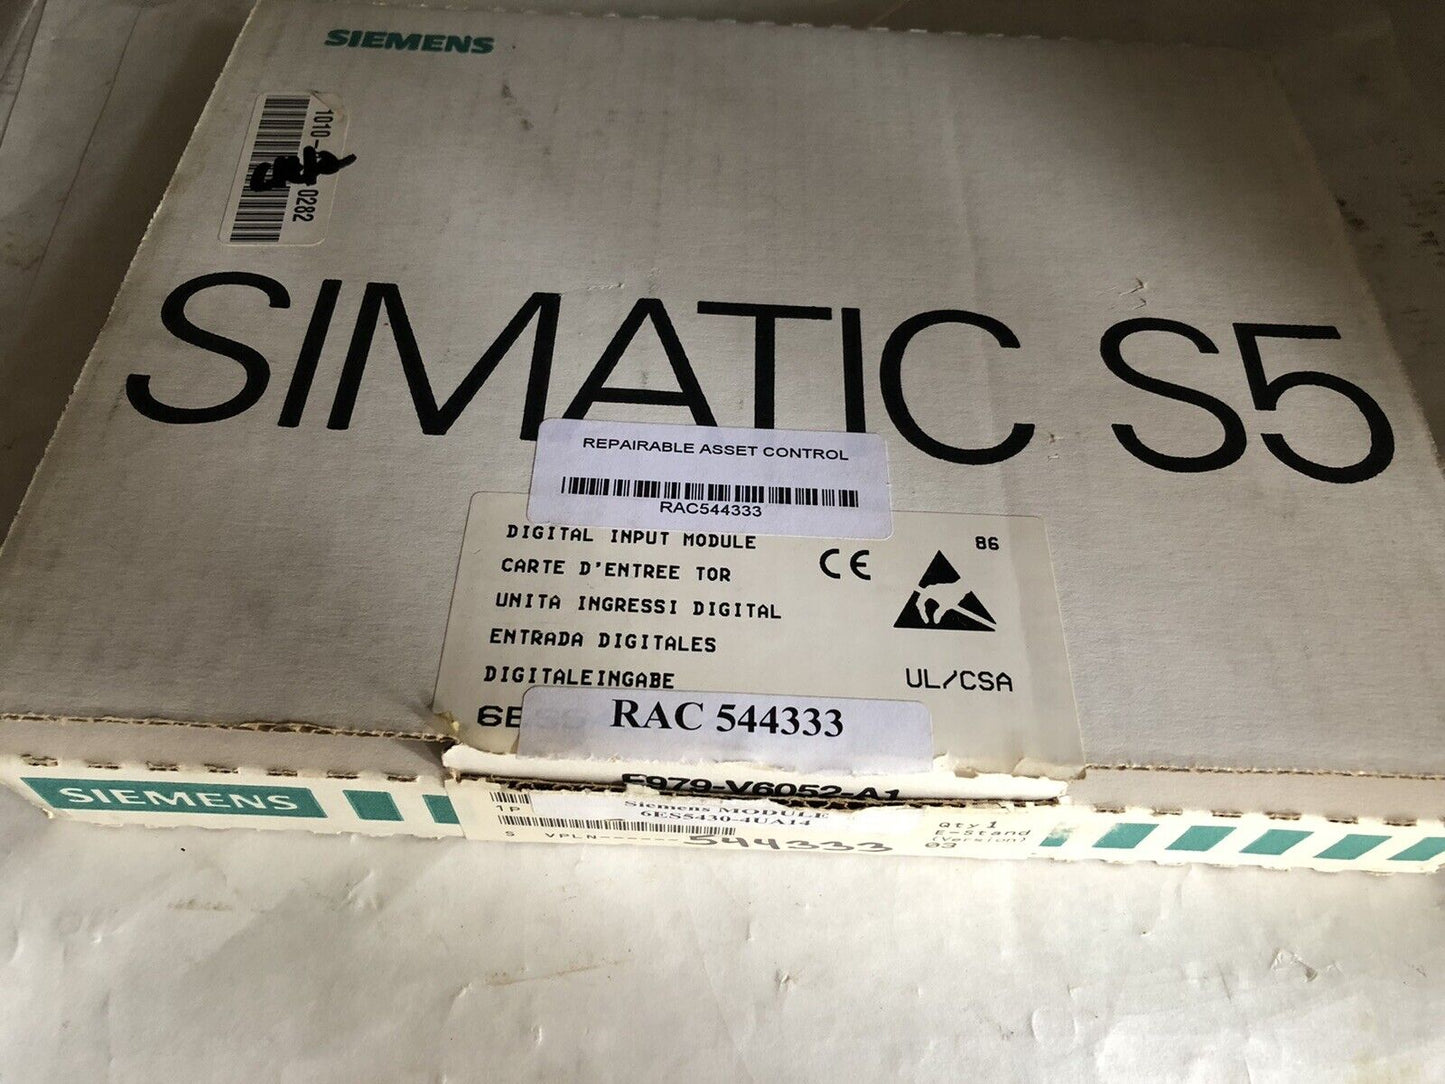 SIEMENS
1010-
0282
SIMATIC S5
REPAIRABLE ASSET CONTROL
RAC544333
DIGITAL INPUT MODULE
CARTE D'ENTREE TOR
UNITA INGRESSI DIGITAL
ENTRADA DIGITALES
DIGITALEINGABE
CE
86
UL/CSA
RAC 544333
E979-V6052-A1
SIEMENS
Siemens MODULE
1P
6ES5430-4UA14
S VPLN------
544333
Qty 1
E-Stand
(Version)
03